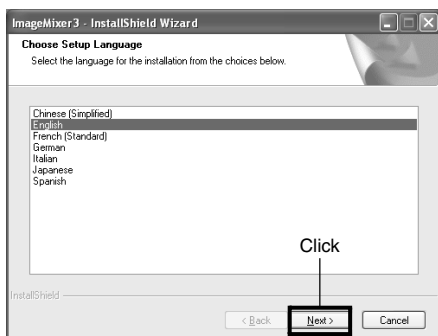 ImageMixer3 - InstallShield Wizard
Choose Setup Language
Select the language for the installation from the choices below.
Chinese (Simplified)
English
French (Standard)
German
Italian
Japanese
Spanish
Click
InstallShield
< Back Next > Cancel